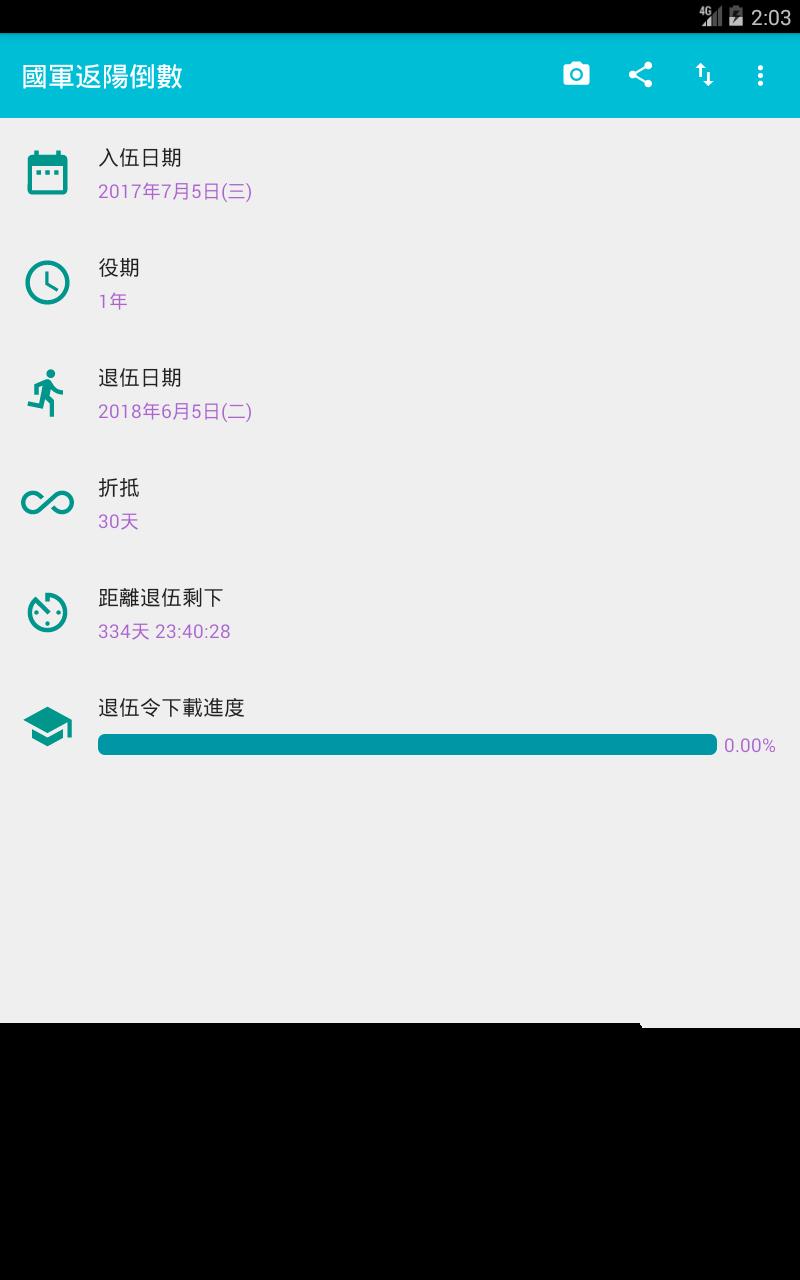 4G 2:03
國軍返陽倒數
入伍日期
2017年7月5日(三)
役期
1年
退伍日期
2018年6月5日(二)
折抵
30天
距離退伍剩下
334天 23:40:28
退伍令下載進度
0.00%